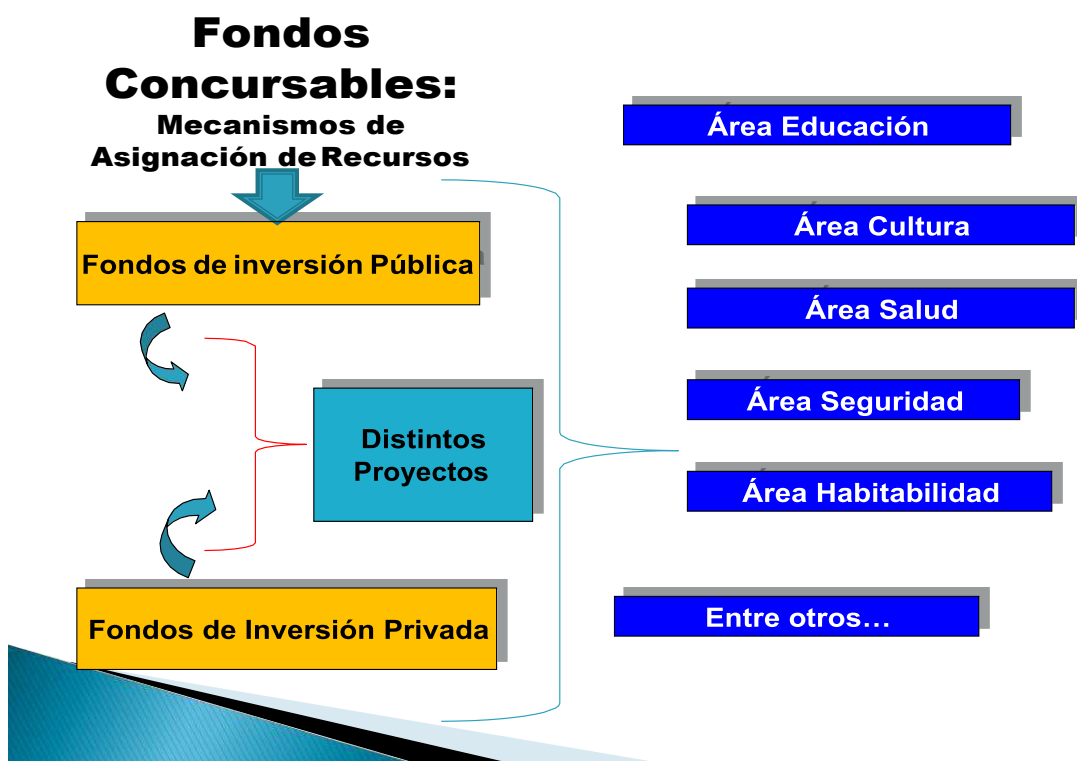 Fondos
Concursables:
Mecanismos de
Asignación de Recursos
Fondos de inversión Pública
Distintos
Proyectos
Fondos de Inversión Privada
Área Educación
Área Cultura
Área Salud
Área Seguridad
Área Habitabilidad
Entre otros…